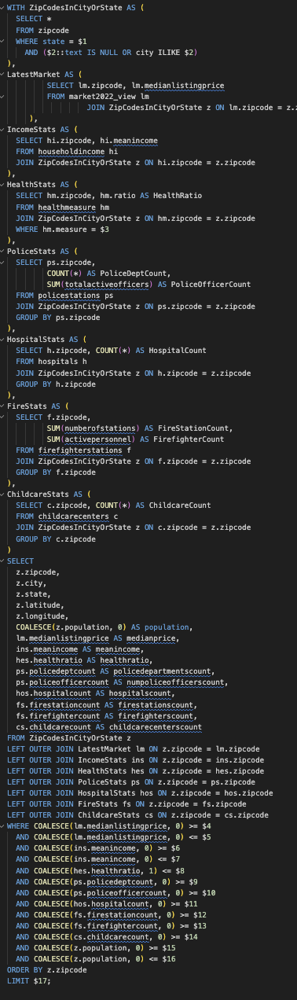 WITH ZipCodesInCityOrState AS (
SELECT *
FROM zipcode
WHERE state = $1
AND ($2::text IS NULL OR city ILIKE $2)
),
LatestMarket AS (
SELECT lm.zipcode, lm.medianlistingprice
FROM market2022_view lm
JOIN ZipCodesInCityOrState z ON lm.zipcode = z.
),
IncomeStats AS (
SELECT hi.zipcode, hi.meanincome
FROM householdincome hi
JOIN ZipCodesInCityOrState z ON hi.zipcode = z.zipcode
),
HealthStats AS (
SELECT hm.zipcode, hm.ratio AS HealthRatio
FROM healthmeasure hm
JOIN ZipCodesInCityOrState z ON hm.zipcode = z.zipcode
WHERE hm.measure = $3
),
PoliceStats AS (
SELECT ps.zipcode,
COUNT(*) AS PoliceDeptCount,
SUM(totalactiveofficers) AS PoliceOfficerCount
FROM policestations ps
JOIN ZipCodesInCityOrState z ON ps.zipcode = z.zipcode
GROUP BY ps.zipcode
),
HospitalStats AS (
SELECT h.zipcode, COUNT(*) AS HospitalCount
FROM hospitals h
JOIN ZipCodesInCityOrState z ON h.zipcode = z.zipcode
GROUP BY h.zipcode
),
FireStats AS (
SELECT f.zipcode,
SUM(numberofstations) AS FireStationCount,
SUM(activepersonnel) AS FirefighterCount
FROM firefighterstations f
JOIN ZipCodesInCityOrState z ON f.zipcode = z.zipcode
GROUP BY f.zipcode
),
ChildcareStats AS (
SELECT c.zipcode, COUNT(*) AS ChildcareCount
FROM childcarecenters c
JOIN ZipCodesInCityOrState z ON c.zipcode = z.zipcode
GROUP BY c.zipcode
)
SELECT
z.zipcode,
z.city,
z.state,
z.latitude,
z.longitude,
COALESCE(z.population, 0) AS population,
lm.medianlistingprice AS medianprice,
ins.meanincome AS meanincome,
hes.healthratio AS healthratio,
ps.policedeptcount AS policedepartmentscount,
ps.policeofficercount AS numpoliceofficerscount,
hos.hospitalcount AS hospitalscount,
fs.firestationcount AS firestationscount,
fs.firefightercount AS firefighterscount,
cs.childcarecount AS childcarecenterscount
FROM ZipCodesInCityOrState z
LEFT OUTER JOIN LatestMarket lm ON z.zipcode = lm.zipcode
LEFT OUTER JOIN IncomeStats ins ON z.zipcode = ins.zipcode
LEFT OUTER JOIN HealthStats hes ON z.zipcode = hes.zipcode
LEFT OUTER JOIN PoliceStats ps ON z.zipcode = ps.zipcode
LEFT OUTER JOIN HospitalStats hos ON z.zipcode = hos.zipcode
LEFT OUTER JOIN FireStats fs ON z.zipcode = fs.zipcode
LEFT OUTER JOIN ChildcareStats cs ON z.zipcode = cs.zipcode
WHERE COALESCE(lm.medianlistingprice, 0) >= $4
AND COALESCE(lm.medianlistingprice, 0) <= $5
AND COALESCE(ins.meanincome, 0) >= $6
AND COALESCE(ins.meanincome, 0) <= $7
AND COALESCE(hes.healthratio, 1) <= $8
AND COALESCE(ps.policedeptcount, 0) >= $9
AND COALESCE(ps.policeofficercount, 0) >= $10
AND COALESCE(hos.hospitalcount, 0) >= $11
AND COALESCE(fs.firestationcount, 0) >= $12
AND COALESCE(fs.firefightercount, 0) >= $13
AND COALESCE(cs.childcarecount, 0) >= $14
AND COALESCE(z.population, 0) >= $15
AND COALESCE(z.population, 0) <= $16
ORDER BY z.zipcode
LIMIT $17;